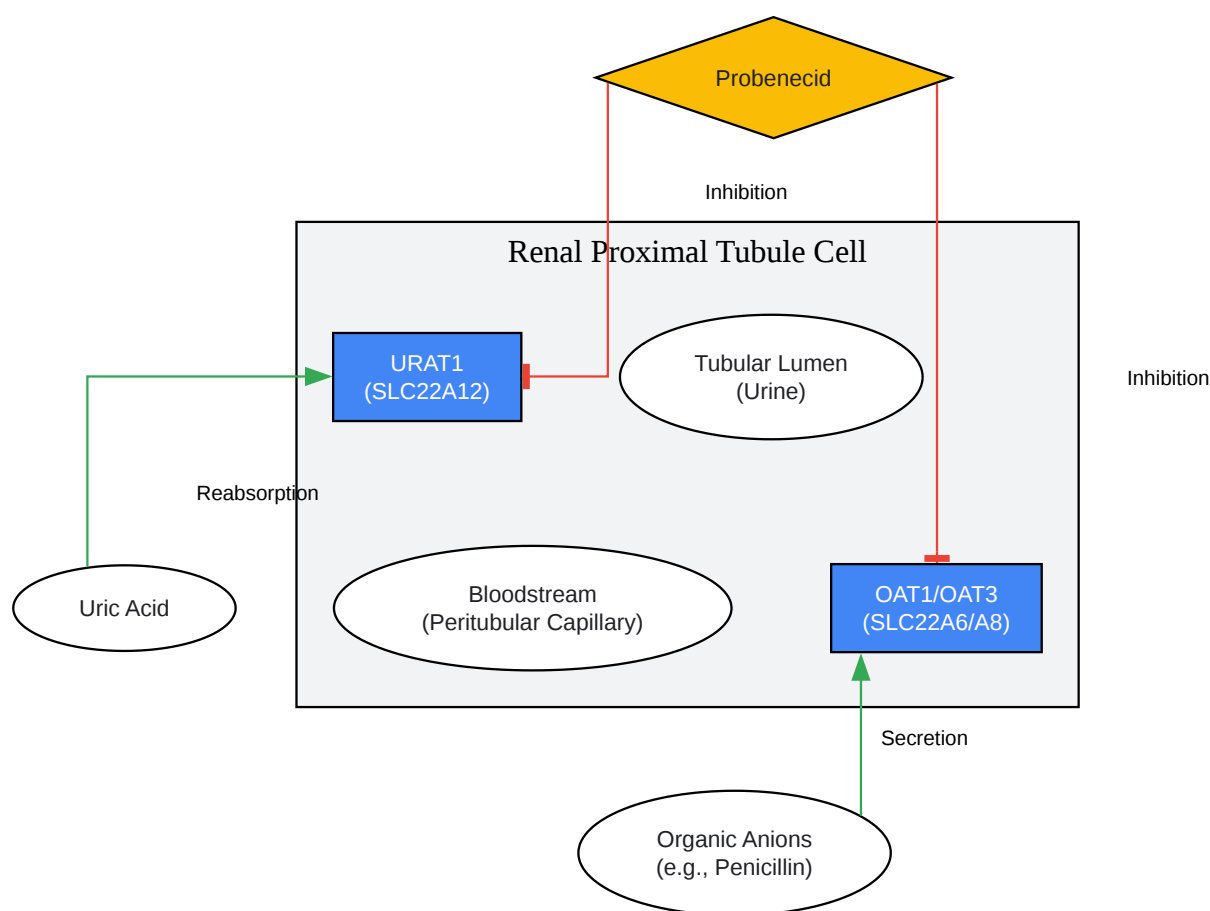 Probenecid
Inhibition
Renal Proximal Tubule Cell
URAT1
(SLC22A12)
Tubular Lumen
(Urine)
Inhibition
Reabsorption
Uric Acid
Bloodstream
(Peritubular Capillary)
OAT1/OAT3
(SLC22A6/A8)
Secretion
Organic Anions
(e.g., Penicillin)